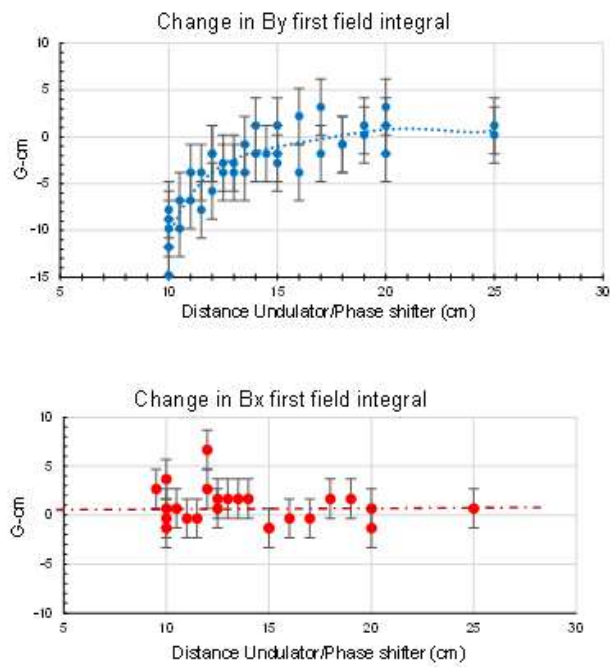 Change in By first field integral
10
5
0
-5
-10
-15
G-cm
5 10 15 20 25 30
Distance Undulator/Phase shifter (cm)
Change in Bx first field integral
10
5
0
-5
-10
G-cm
5 10 15 20 25 30
Distance Undulator/Phase shifter (cm)